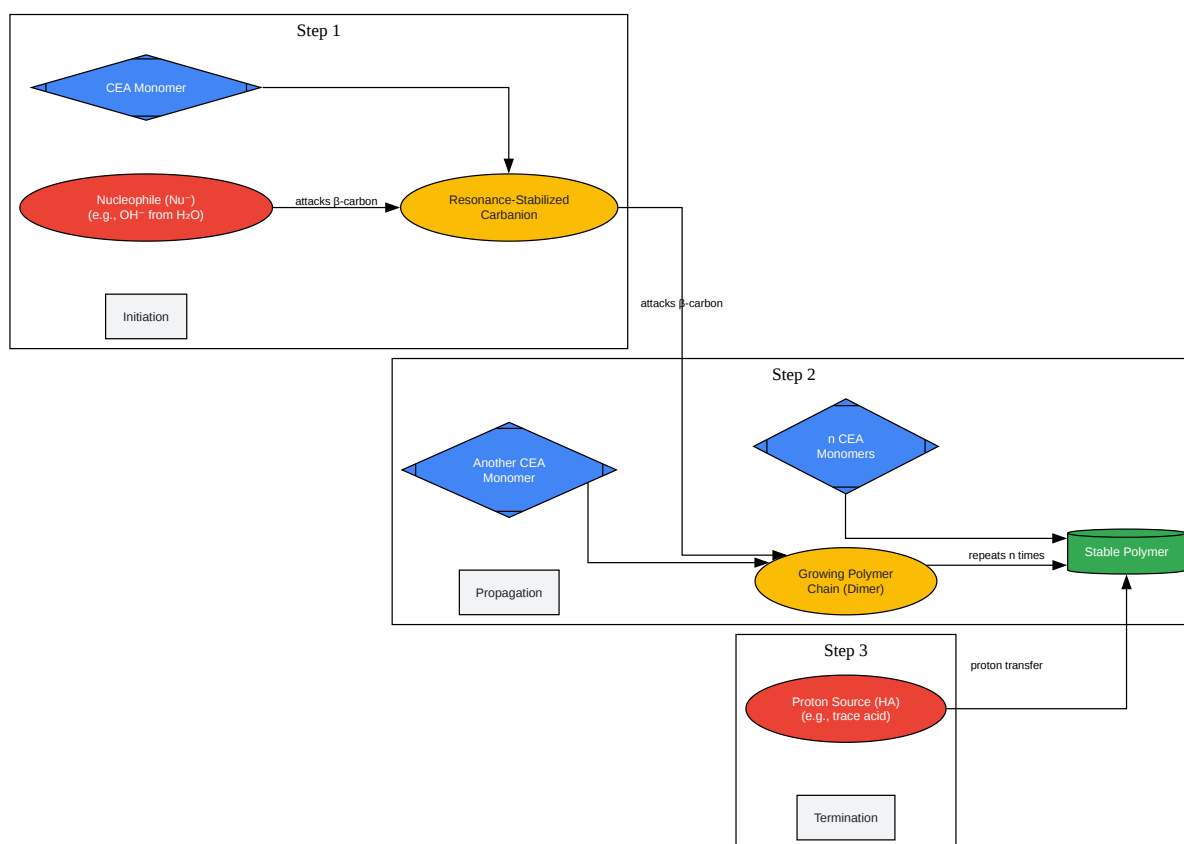 Step 1
CEA Monomer
Nucleophile (Nu⁻)
(e.g., OH⁻ from H₂O)
attacks β-carbon
Resonance-Stabilized
Carbanion
Initiation
attacks β-carbon
Step 2
Another CEA
Monomer
n CEA
Monomers
Growing Polymer
Chain (Dimer)
repeats n times
Stable Polymer
Propagation
Step 3
proton transfer
Proton Source (HA)
(e.g., trace acid)
Termination